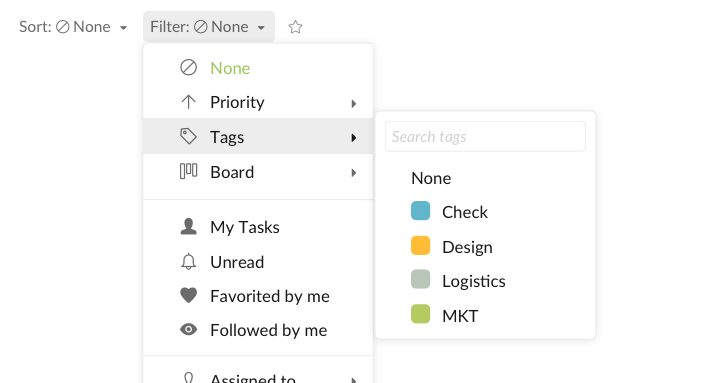 Sort: None
Filter: None
None
Priority
Tags
Board
My Tasks
Unread
Favorited by me
Followed by me
Assigned to
Search tags
None
Check
Design
Logistics
MKT